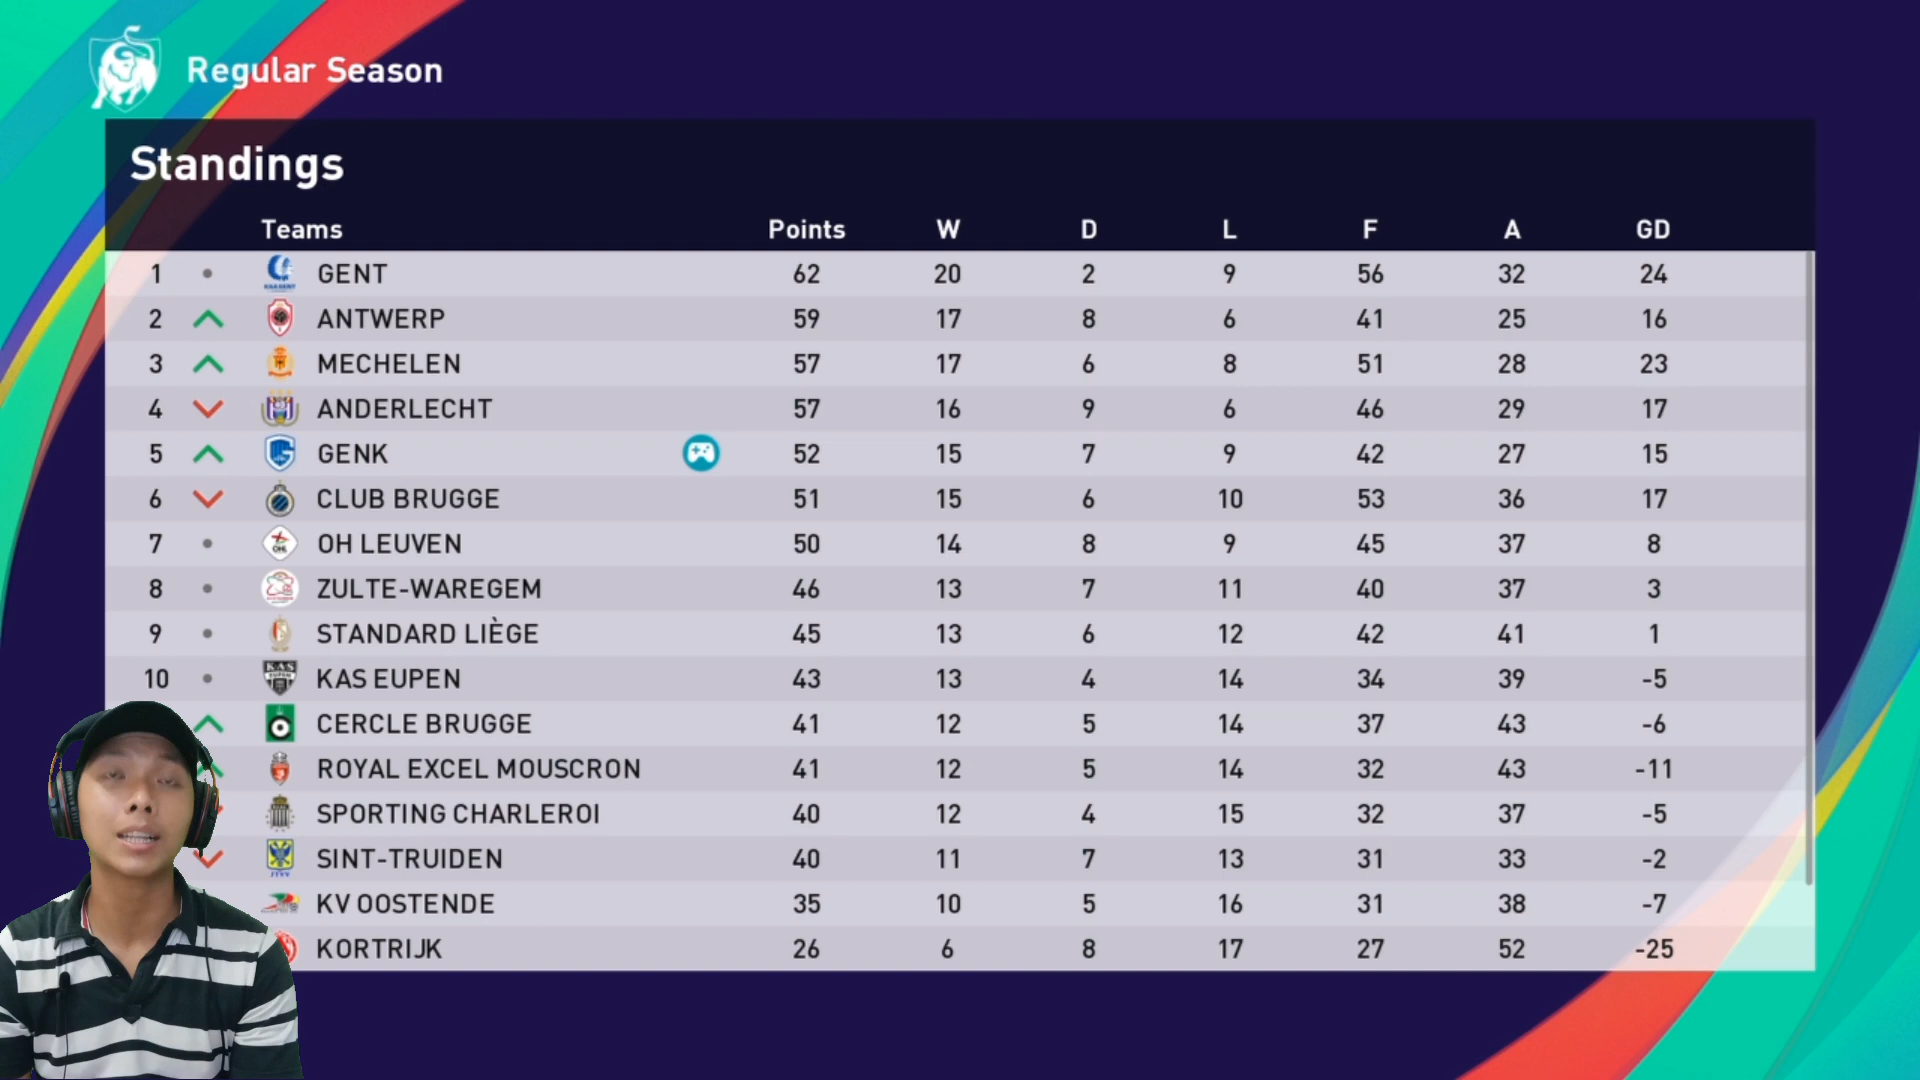 Regular Season
Standings
Teams Points W D L F A GD
1 GENT 62 20 2 9 56 32 24
2 ANTWERP 59 17 8 6 41 25 16
3 MECHELEN 57 17 6 8 51 28 23
4 ANDERLECHT 57 16 9 6 46 29 17
5 GENK 52 15 7 9 42 27 15
6 CLUB BRUGGE 51 15 6 10 53 36 17
7 OHL OH LEUVEN 50 14 8 9 45 37 8
8 ZULTE-WAREGEM 46 13 7 11 40 37 3
9 STANDARD LIÈGE 45 13 6 12 42 41 1
10 KAS EUPEN KAS EUPEN 43 13 4 14 34 39 -5
CERCLE BRUGGE 41 12 5 14 37 43 -6
ROYAL EXCEL MOUSCRON 41 12 5 14 32 43 -11
SPORTING CHARLEROI 40 12 4 15 32 37 -5
SINT-TRUIDEN 40 11 7 13 31 33 -2
KV OOSTENDE 35 10 5 16 31 38 -7
KORTRIJK 26 6 8 17 27 52 -25